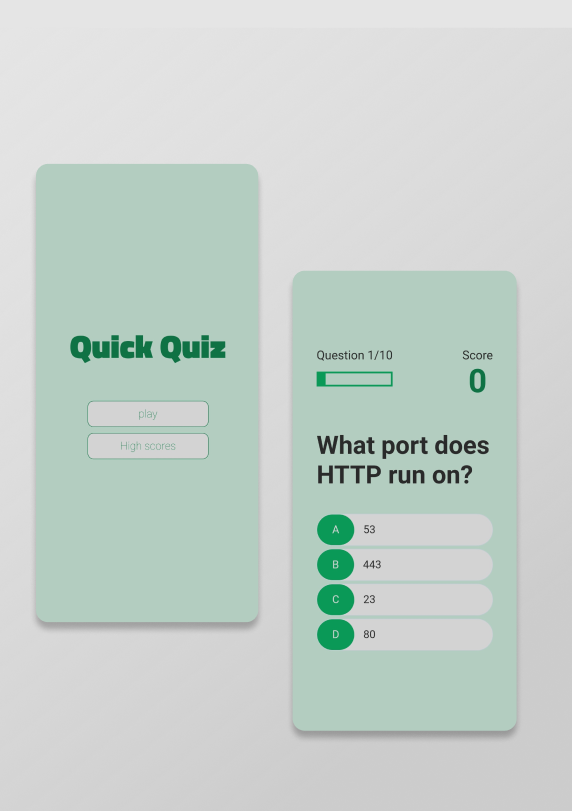 Quick Quiz
play
High scores
Question 1/10
Score
0
What port does
HTTP run on?
A 53
B 443
C 23
D 80